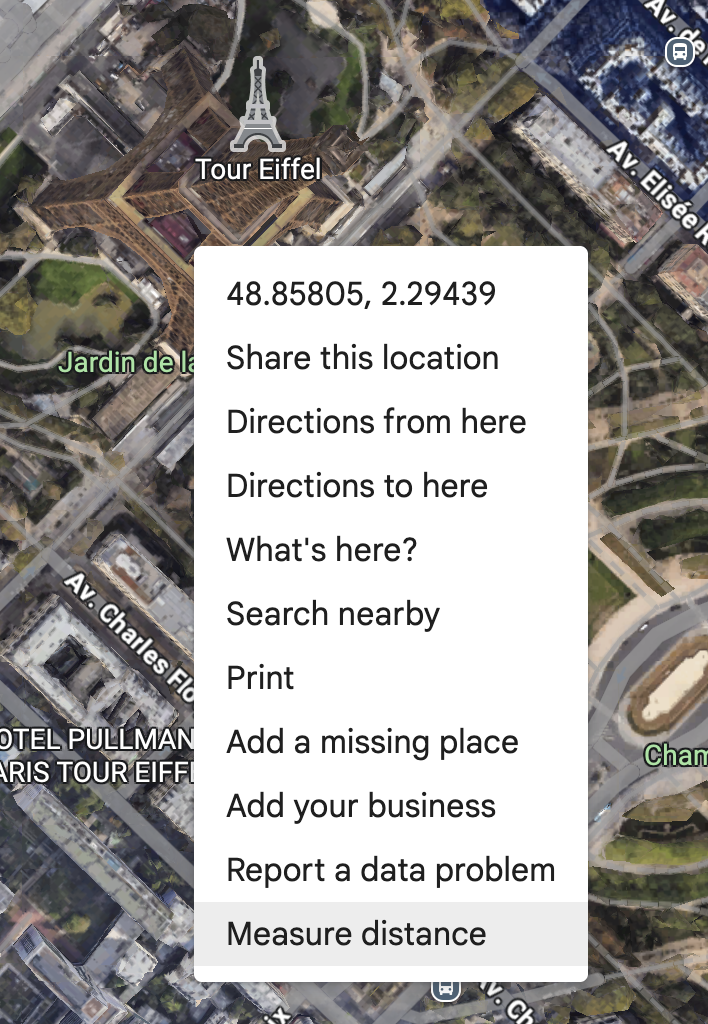 Av. de
Tour Eiffel
Av. Elisée R
48.85805, 2.29439
Share this location
Jardin de la
Directions from here
Directions to here
What's here?
Av. Charles Flo
Search nearby
Print
OTEL PULLMAN
ARIS TOUR EIFF
Add a missing place
Cham
Add your business
Report a data problem
Measure distance
Av. Ch